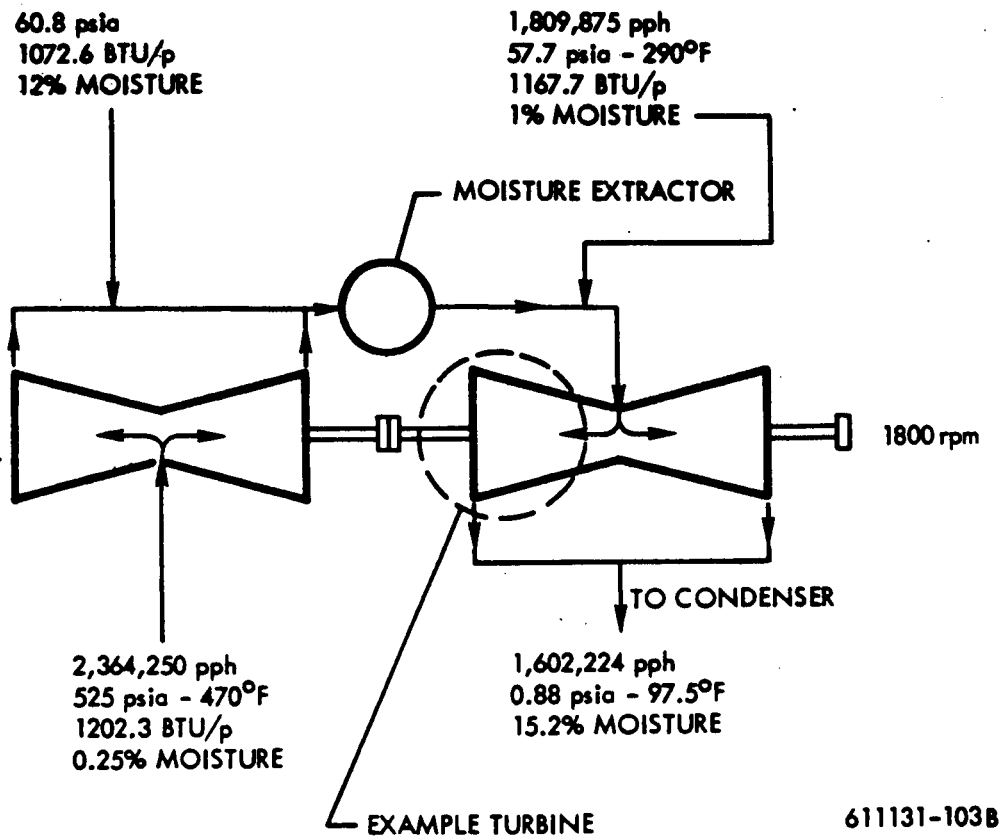 60.8 psia
1072.6 BTU/p
12% MOISTURE
1,809,875 pph
57.7 psia - 290°F
1167.7 BTU/p
1% MOISTURE
MOISTURE EXTRACTOR
1800 rpm
TO CONDENSER
2,364,250 pph
525 psia - 470°F
1202.3 BTU/p
0.25% MOISTURE
1,602,224 pph
0.88 psia - 97.5°F
15.2% MOISTURE
EXAMPLE TURBINE
611131-103B